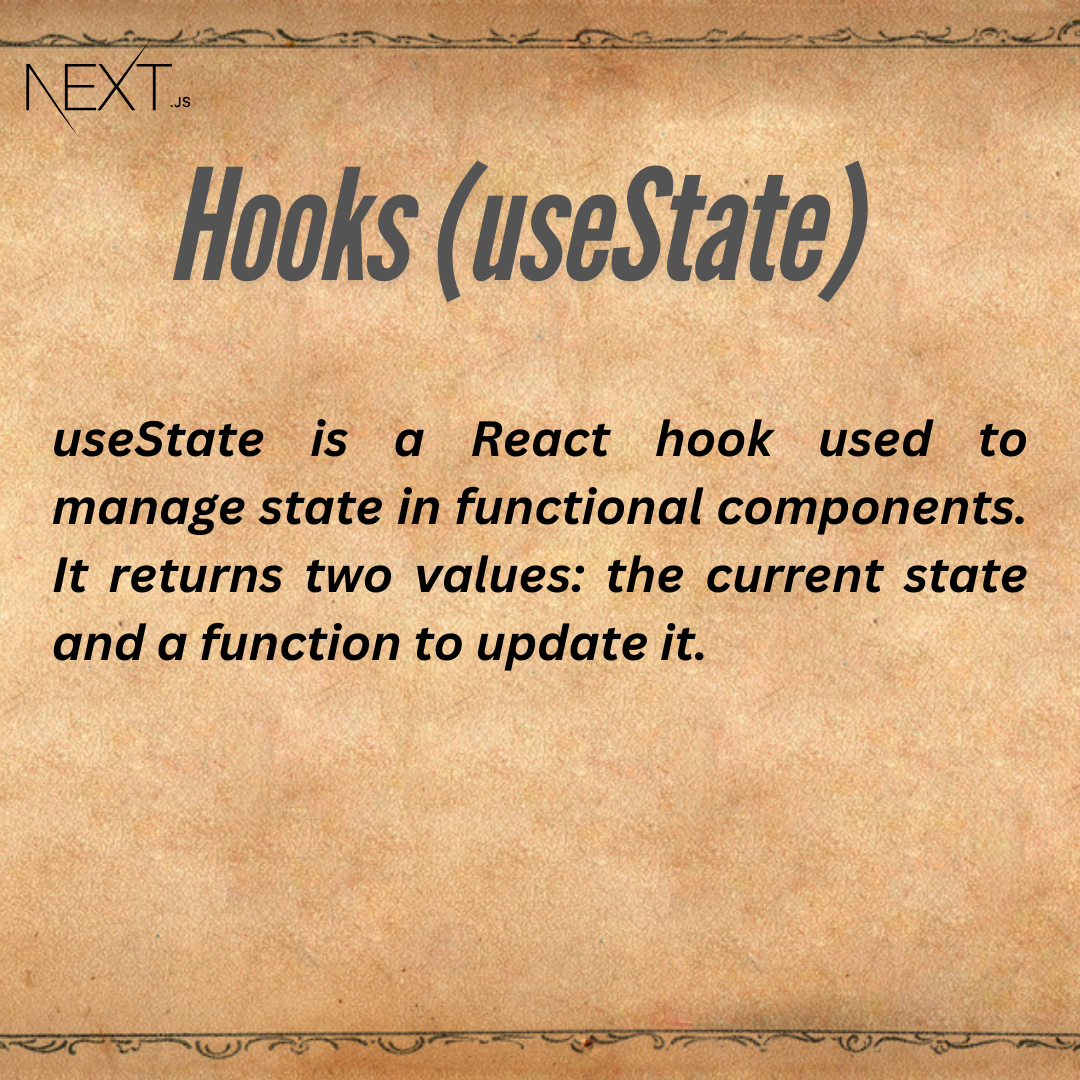 NEXT.JS
Hooks (useState)
useState is a React hook used to
manage state in functional components.
It returns two values: the current state
and a function to update it.